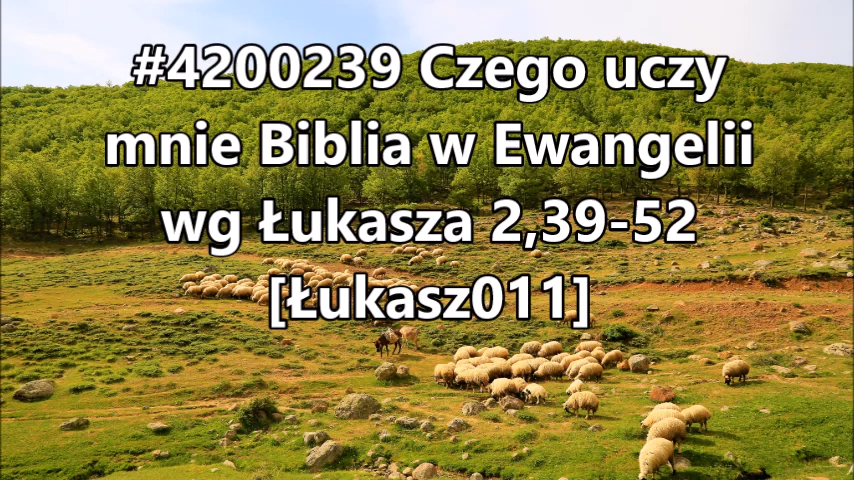 #4200239 Czego uczy
mnie Biblia w Ewangelii
wg Łukasza 2,39-52
[Łukasz011]